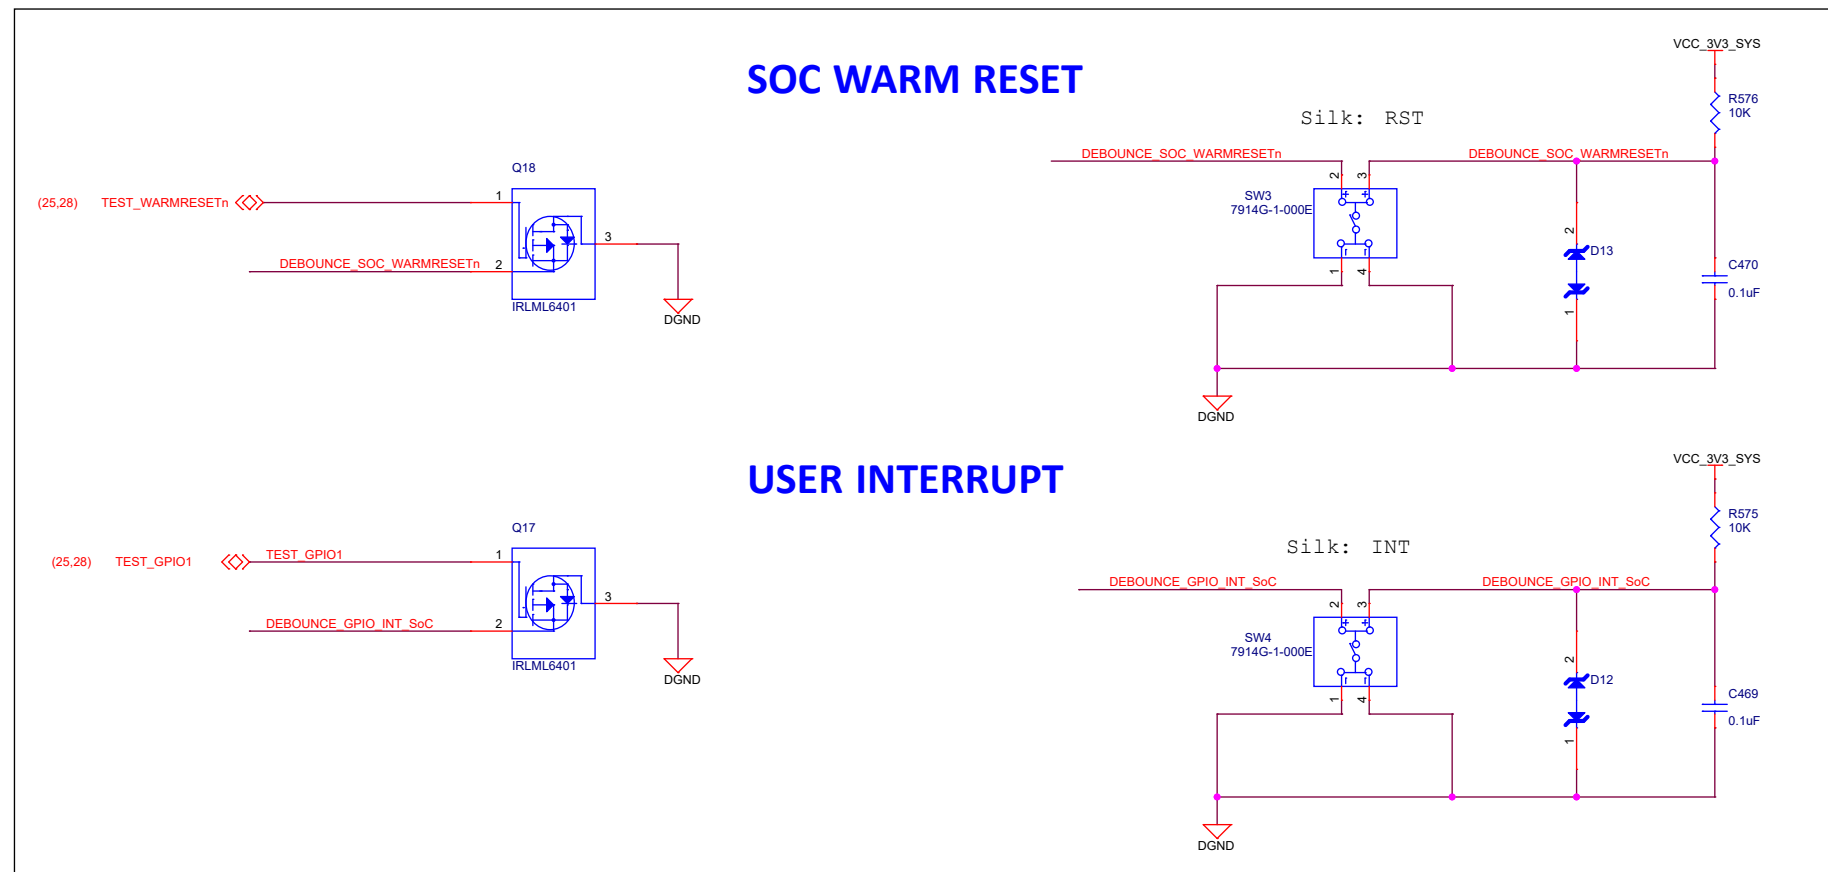 SOC WARM RESET
VCC_3V3_SYS
R576
10K
Silk: RST
DEBOUNCE_SOC_WARMRESETn
DEBOUNCE_SOC_WARMRESETn
Q18
2
3
SW3
7914G-1-000E
(25,28) TEST_WARMRESETn
1
3
2
D13
DEBOUNCE_SOC_WARMRESETn
2
C470
0.1uF
1
4
1
IRLML6401
DGND
DGND
USER INTERRUPT
VCC_3V3_SYS
R575
10K
Q17
Silk: INT
(25,28) TEST_GPIO1
TEST_GPIO1
1
DEBOUNCE_GPIO_INT_SoC
DEBOUNCE_GPIO_INT_SoC
3
2
3
DEBOUNCE_GPIO_INT_SoC
2
SW4
7914G-1-000E
2
D12
IRLML6401
DGND
C469
0.1uF
1
4
1
DGND